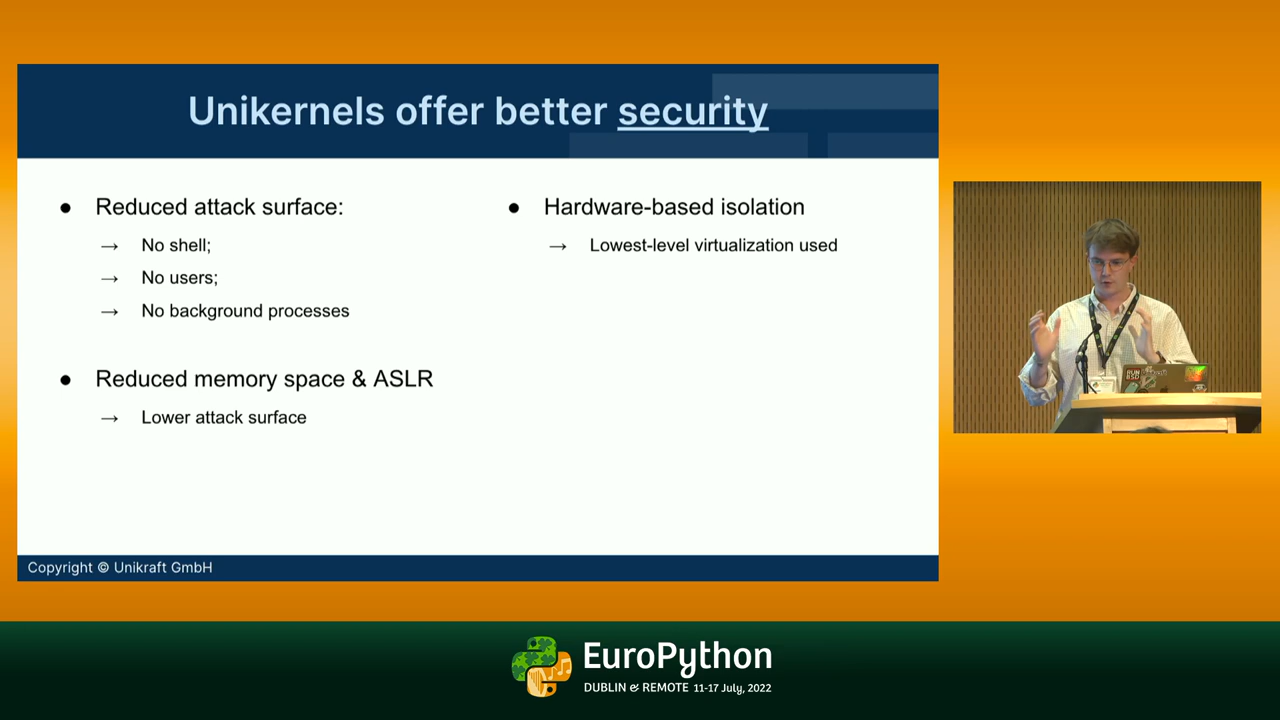 Unikernels offer better security
● Reduced attack surface:
→ No shell;
→ No users;
→ No background processes
● Reduced memory space & ASLR
→ Lower attack surface
● Hardware-based isolation
→ Lowest-level virtualization used
Copyright © Unikraft GmbH
EuroPython
DUBLIN & REMOTE 11-17 July, 2022